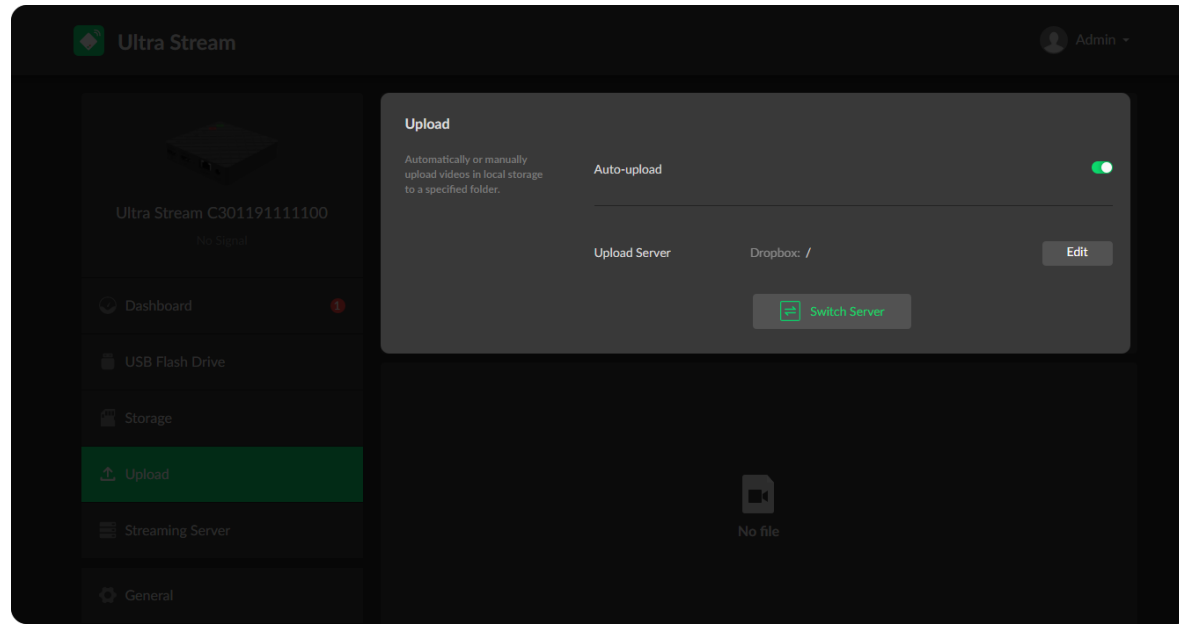 Ultra Stream
Admin
Ultra Stream C301191111100
No Signal
Dashboard
1
USB Flash Drive
Storage
Upload
Streaming Server
General
Upload
Automatically or manually
upload videos in local storage
to a specified folder.
Auto-upload
Upload Server
Dropbox: /
Edit
Switch Server
No file